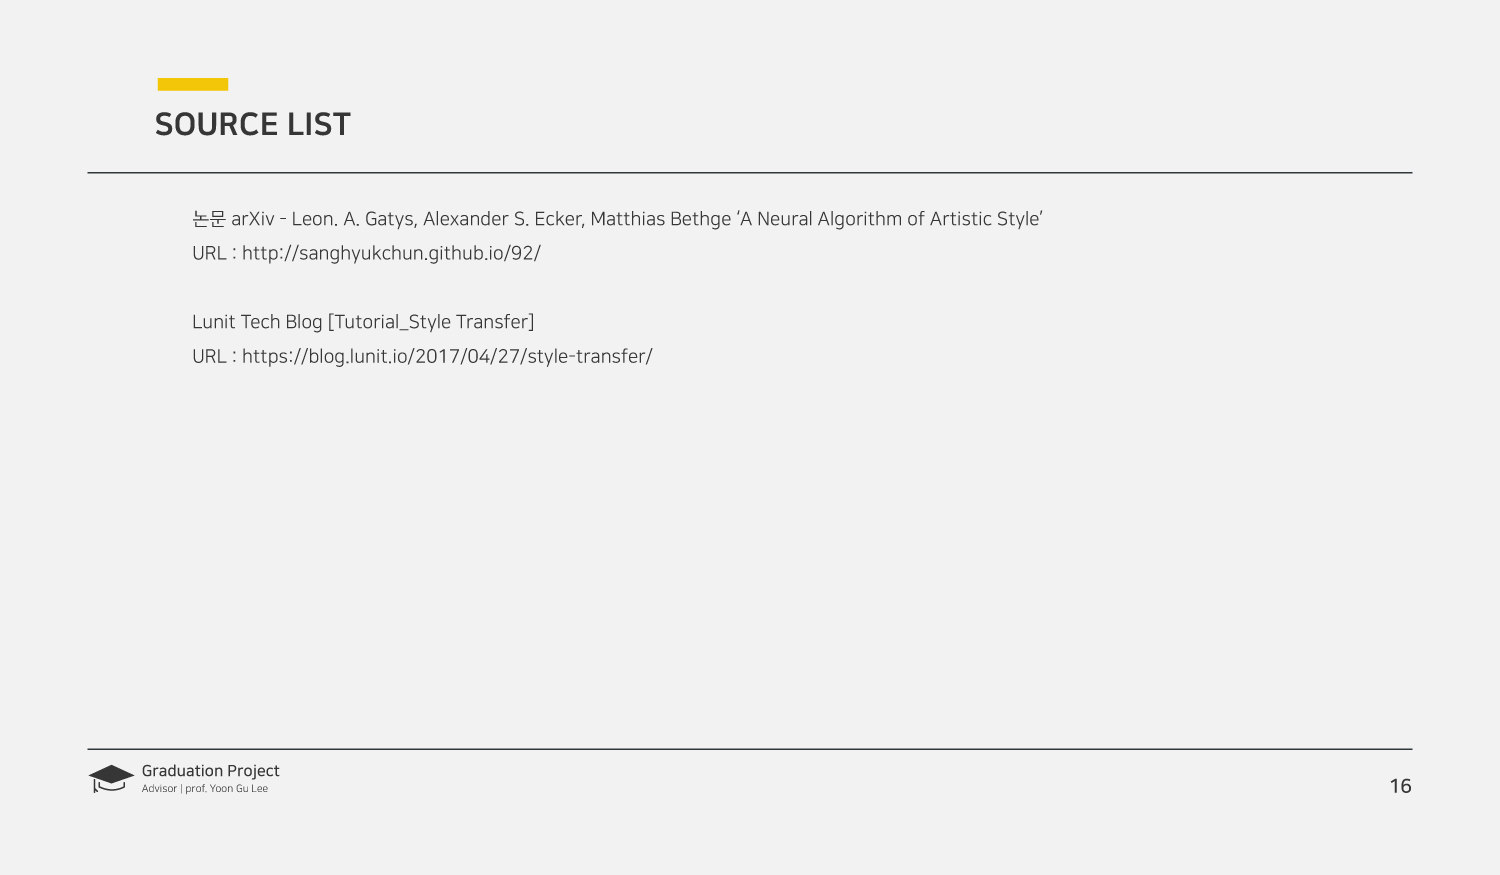 SOURCE LIST
논문 arXiv - Leon. A. Gatys, Alexander S. Ecker, Matthias Bethge ‘A Neural Algorithm of Artistic Style’
URL : http://sanghyukchun.github.io/92/
Lunit Tech Blog [Tutorial_Style Transfer]
URL : https://blog.lunit.io/2017/04/27/style-transfer/
Graduation Project
Advisor | prof. Yoon Gu Lee
16